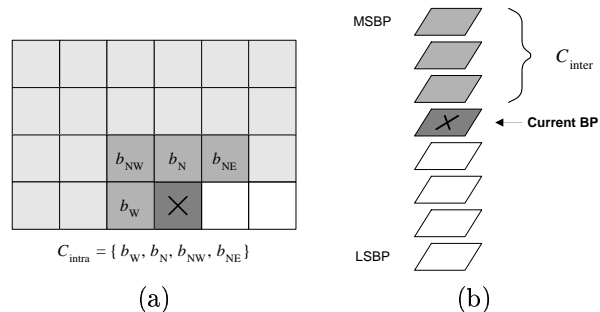 b_NW b_N b_NE
b_W
C_intra = { b_W, b_N, b_NW, b_NE }
(a)
MSBP
C_inter
Current BP
LSBP
(b)